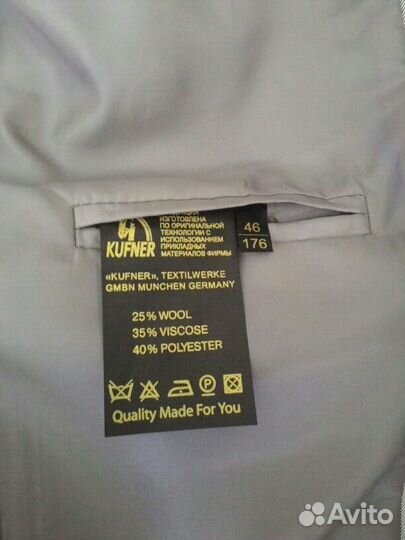 KUFNER
ИЗГОТОВЛЕНА
ПО ОРИГИНАЛЬНОЙ
ТЕХНОЛОГИИ С
ИСПОЛЬЗОВАНИЕМ
ПРИКЛАДНЫХ
МАТЕРИАЛОВ ФИРМЫ
46
176
«KUFNER», TEXTILWERKE
GMBN MUNCHEN GERMANY
25% WOOL
35% VISCOSE
40% POLYESTER
P
Quality Made For You
Avito